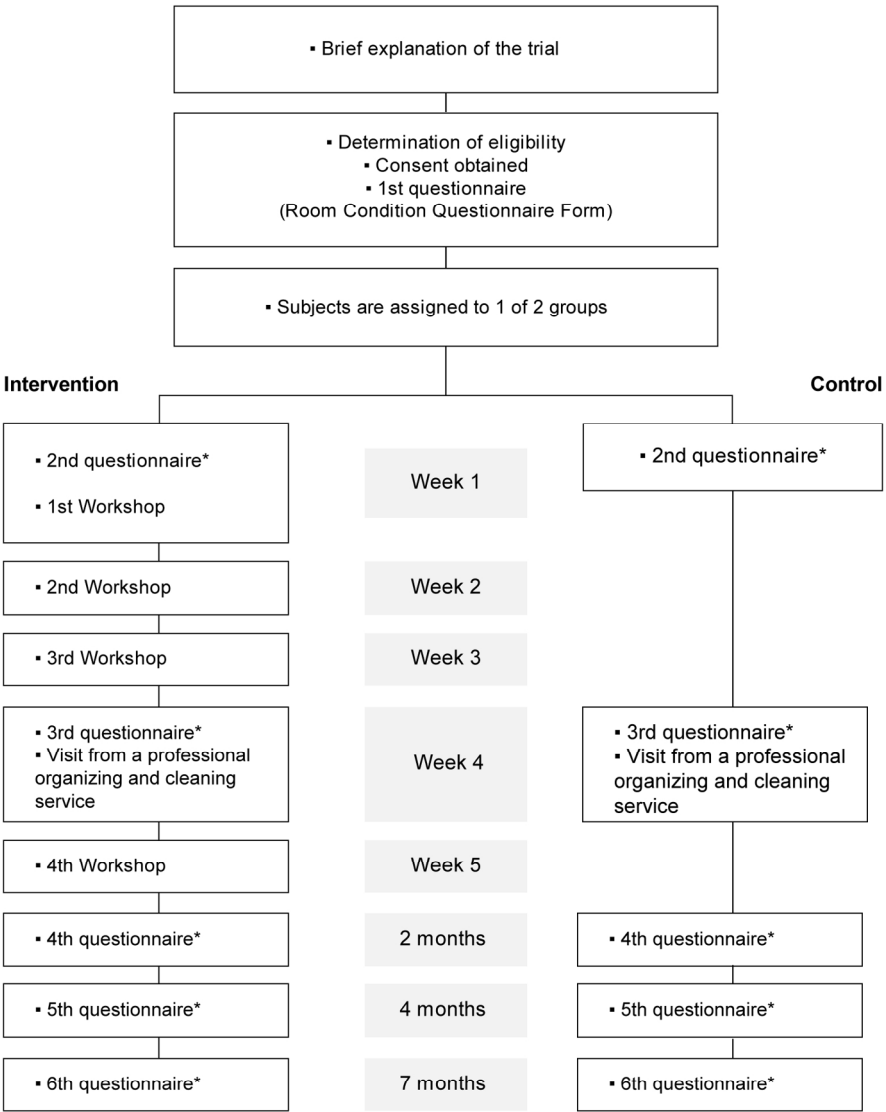 ▪ Brief explanation of the trial
▪ Determination of eligibility
▪ Consent obtained
▪ 1st questionnaire
(Room Condition Questionnaire Form)
▪ Subjects are assigned to 1 of 2 groups
Intervention
Control
▪ 2nd questionnaire*
▪ 1st Workshop
Week 1
▪ 2nd questionnaire*
▪ 2nd Workshop
Week 2
▪ 3rd Workshop
Week 3
▪ 3rd questionnaire*
▪ Visit from a professional
organizing and cleaning
service
Week 4
▪ 3rd questionnaire*
▪ Visit from a professional
organizing and cleaning
service
▪ 4th Workshop
Week 5
▪ 4th questionnaire*
2 months
▪ 4th questionnaire*
▪ 5th questionnaire*
4 months
▪ 5th questionnaire*
▪ 6th questionnaire*
7 months
▪ 6th questionnaire*